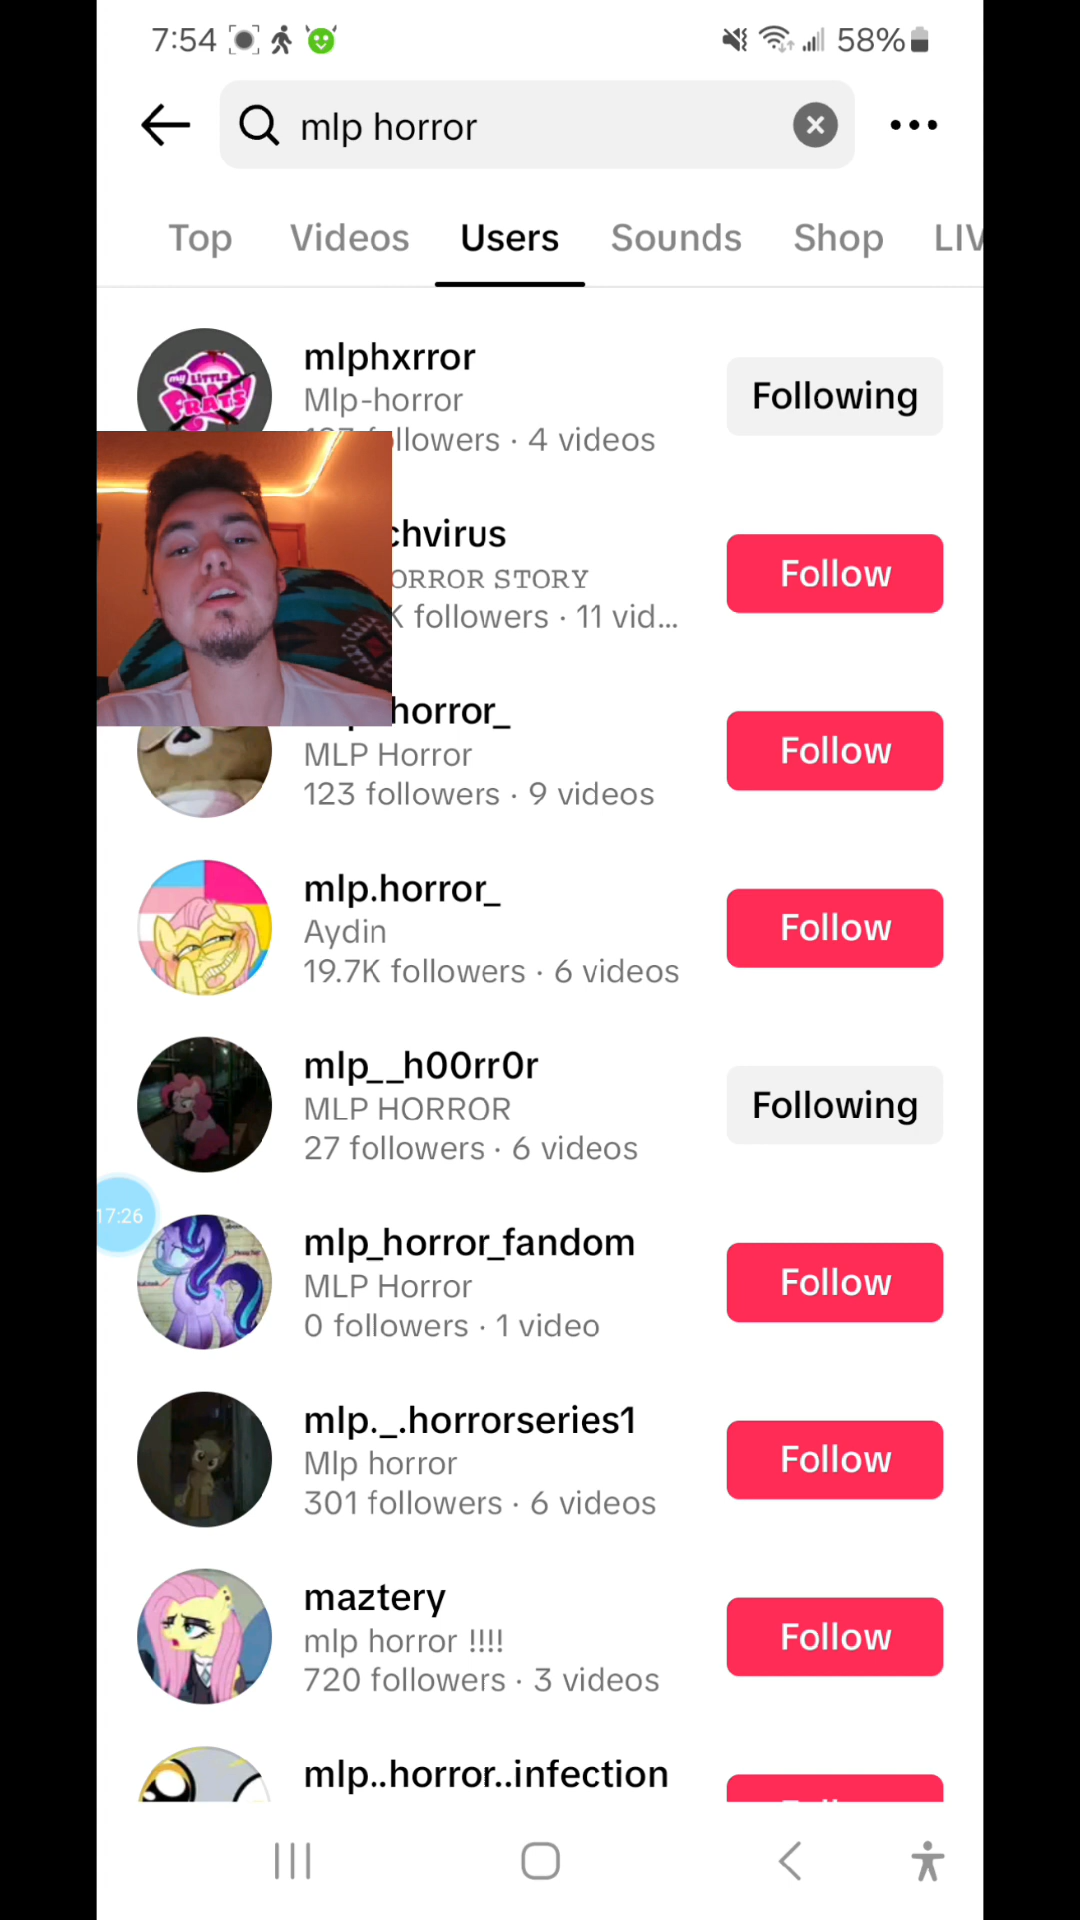 7:54 58%
mlp horror
Top Videos Users Sounds Shop LIV
mlphxrror
Mlp-horror
followers · 4 videos
Following
chvirus
ORROR STORY
K followers · 11 vid...
Follow
horror_
MLP Horror
123 followers · 9 videos
Follow
mlp.horror_
Aydin
19.7K followers · 6 videos
Follow
mlp__h00rr0r
MLP HORROR
27 followers · 6 videos
Following
17:26
mlp_horror_fandom
MLP Horror
0 followers · 1 video
Follow
mlp._.horrorseries1
Mlp horror
301 followers · 6 videos
Follow
maztery
mlp horror !!!!
720 followers · 3 videos
Follow
mlp..horror..infection